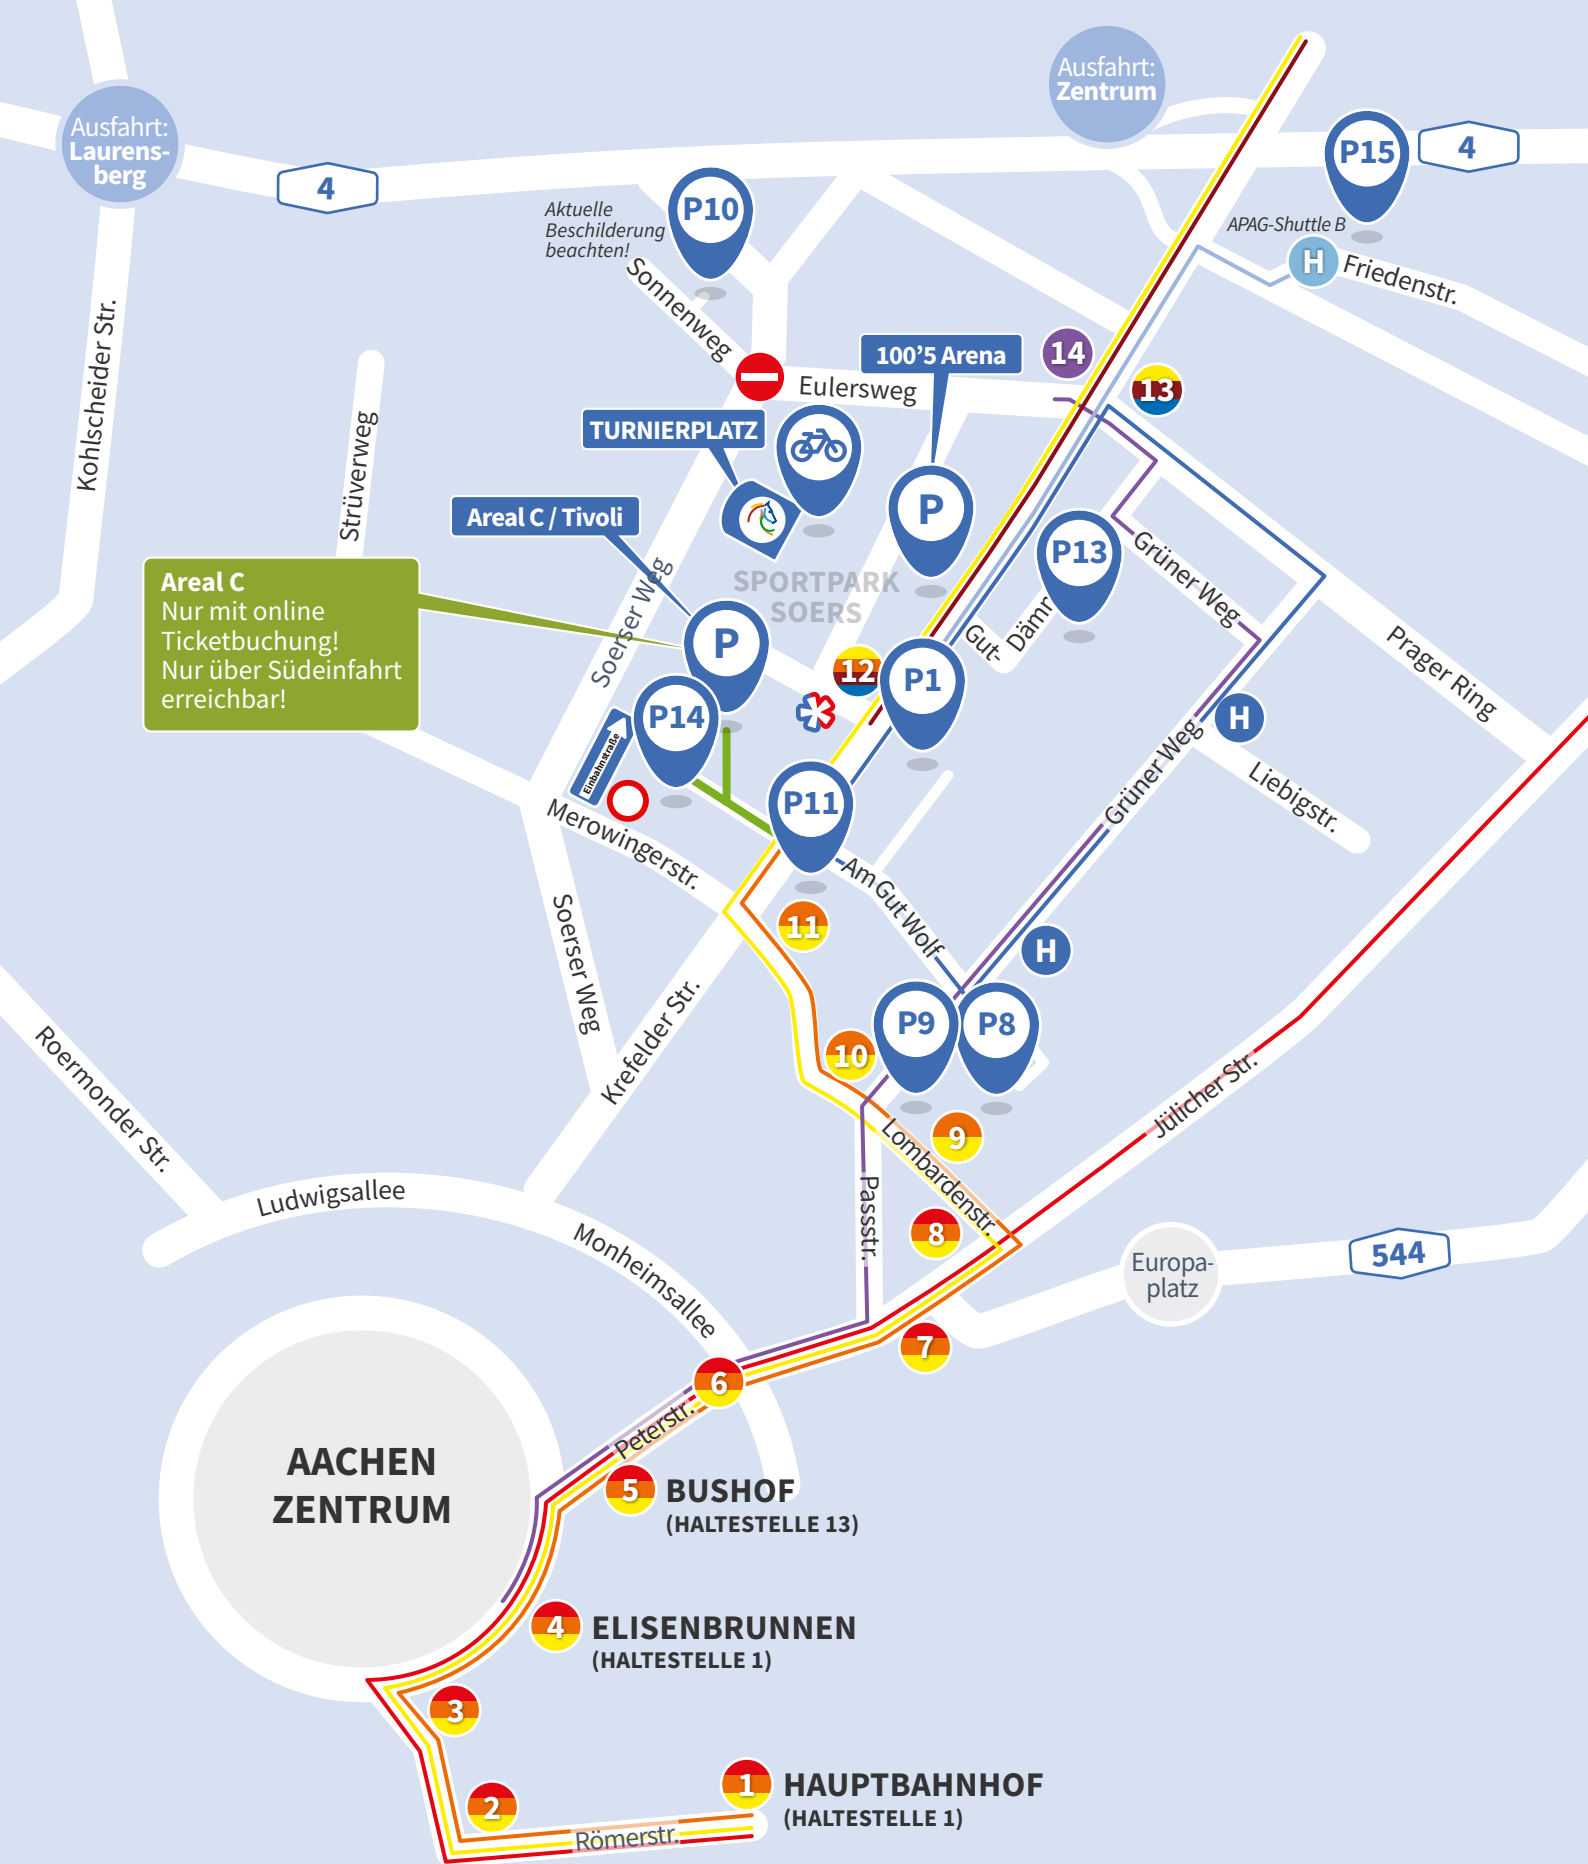 Ausfahrt:
Zentrum
Ausfahrt:
Laurens-
berg
4
4
P15
P10
Aktuelle
Beschilderung
beachten!
APAG-Shuttle B
H
Friedenstr.
Sonnenweg
Kohlscheider Str.
100'5 Arena
14
13
Eulersweg
TURNIERPLATZ
Strüverweg
Areal C / Tivoli
P
P13
Grüner Weg
SPORTPARK
SOERS
Areal C
Nur mit online
Ticketbuchung!
Nur über Südeinfahrt
erreichbar!
Soerser Weg
P
Gut-
Dämr
Prager Ring
12
P1
P14
H
Einbahnstraße
Grüner Weg
Liebigstr.
Merowingerstr.
P11
Am Gut Wolf
11
Soerser Weg
H
Krefelder Str.
P9
P8
10
Roermonder Str.
Jülicher Str.
9
Lombardenstr.
Passstr.
8
Ludwigsallee
Monheimsallee
Europa-
platz
544
7
6
Peterstr.
AACHEN
ZENTRUM
5
BUSHOF
(HALTESTELLE 13)
4
ELISENBRUNNEN
(HALTESTELLE 1)
3
1
HAUPTBAHNHOF
(HALTESTELLE 1)
2
Römerstr.